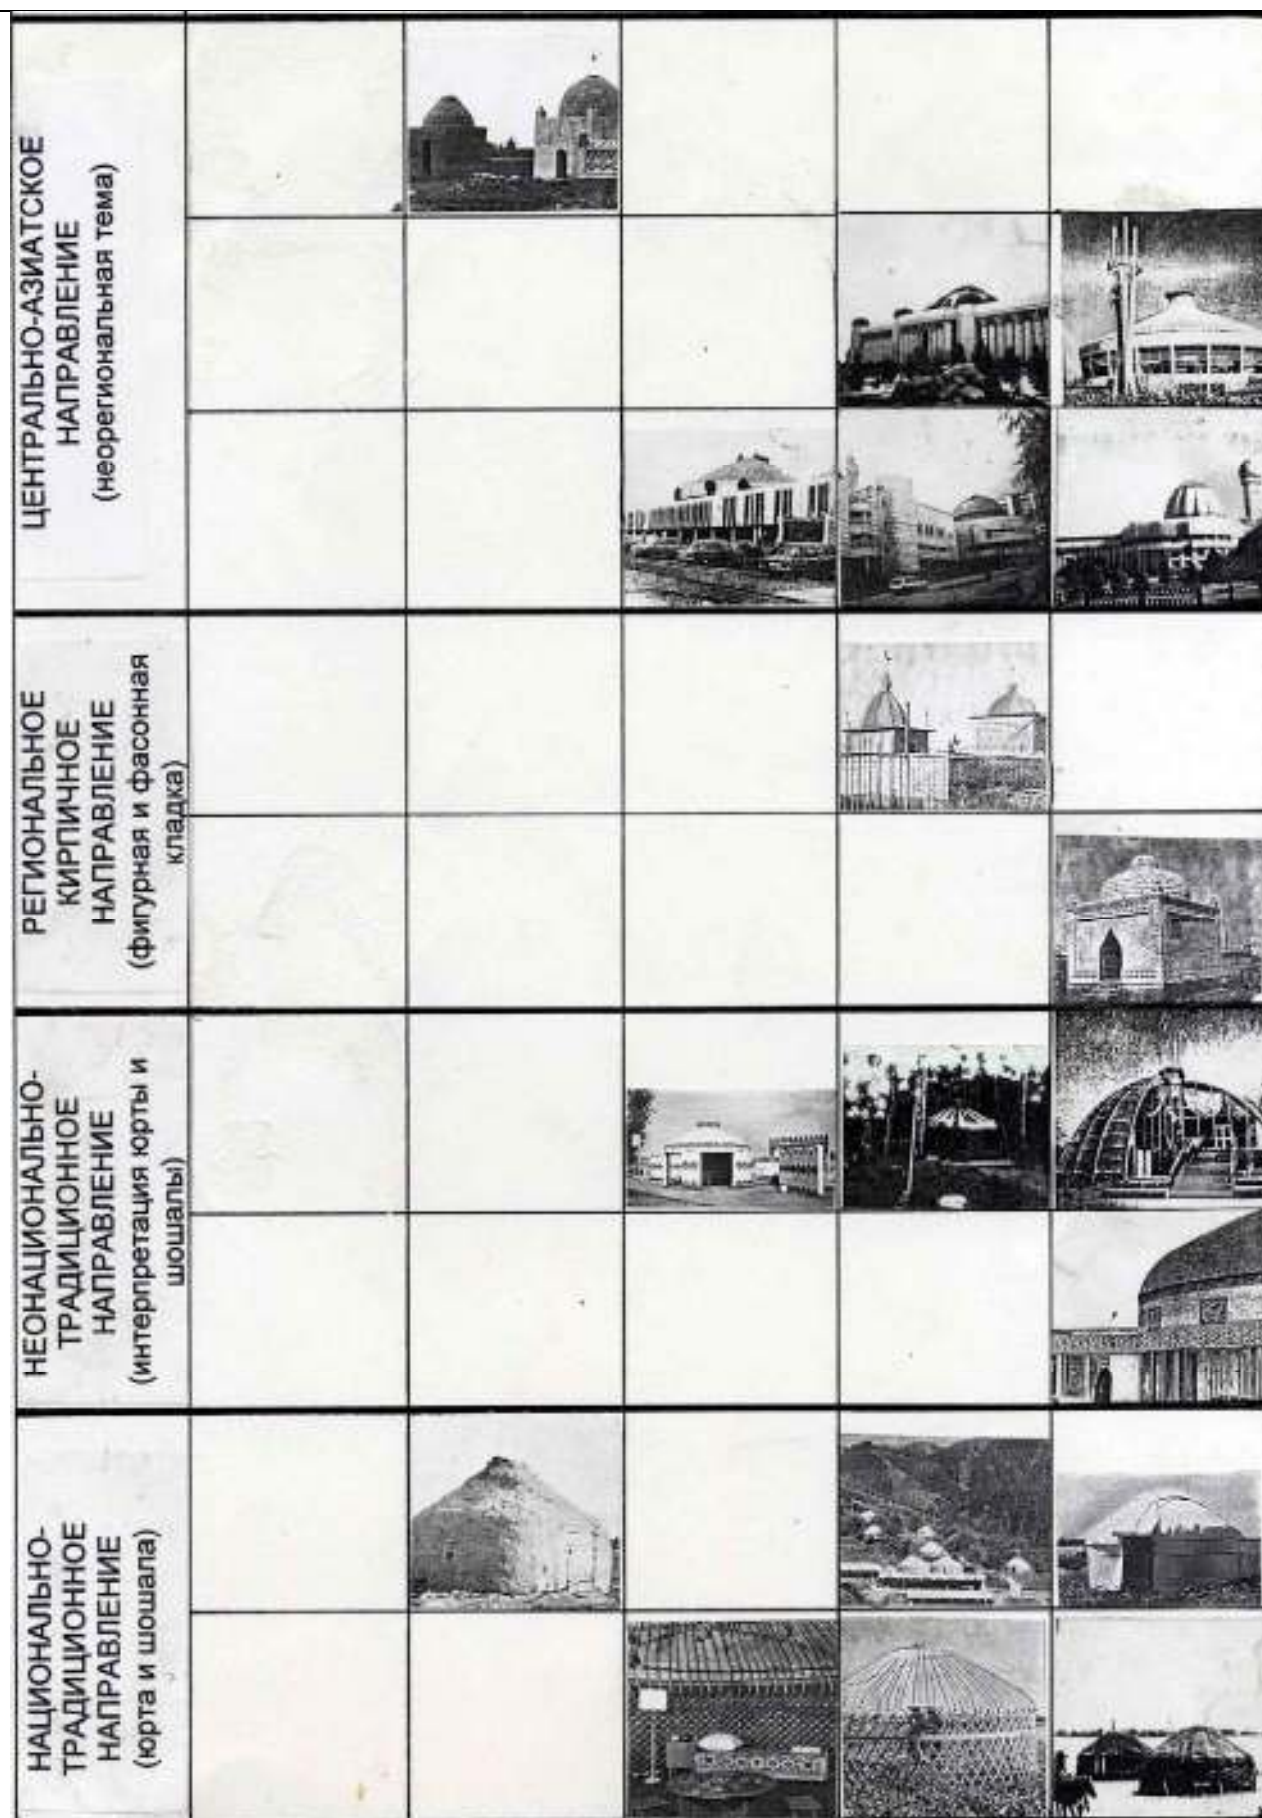 ЦЕНТРАЛЬНО-АЗИАТСКОЕ
НАПРАВЛЕНИЕ
(неорегиональная тема)
РЕГИОНАЛЬНОЕ
КИРПИЧНОЕ
НАПРАВЛЕНИЕ
(фигурная и фасонная
кладка)
НЕОНАЦИОНАЛЬНО-
ТРАДИЦИОННОЕ
НАПРАВЛЕНИЕ
(интерпретация юрты и
шошалы)
НАЦИОНАЛЬНО-
ТРАДИЦИОННОЕ
НАПРАВЛЕНИЕ
(юрта и шошала)